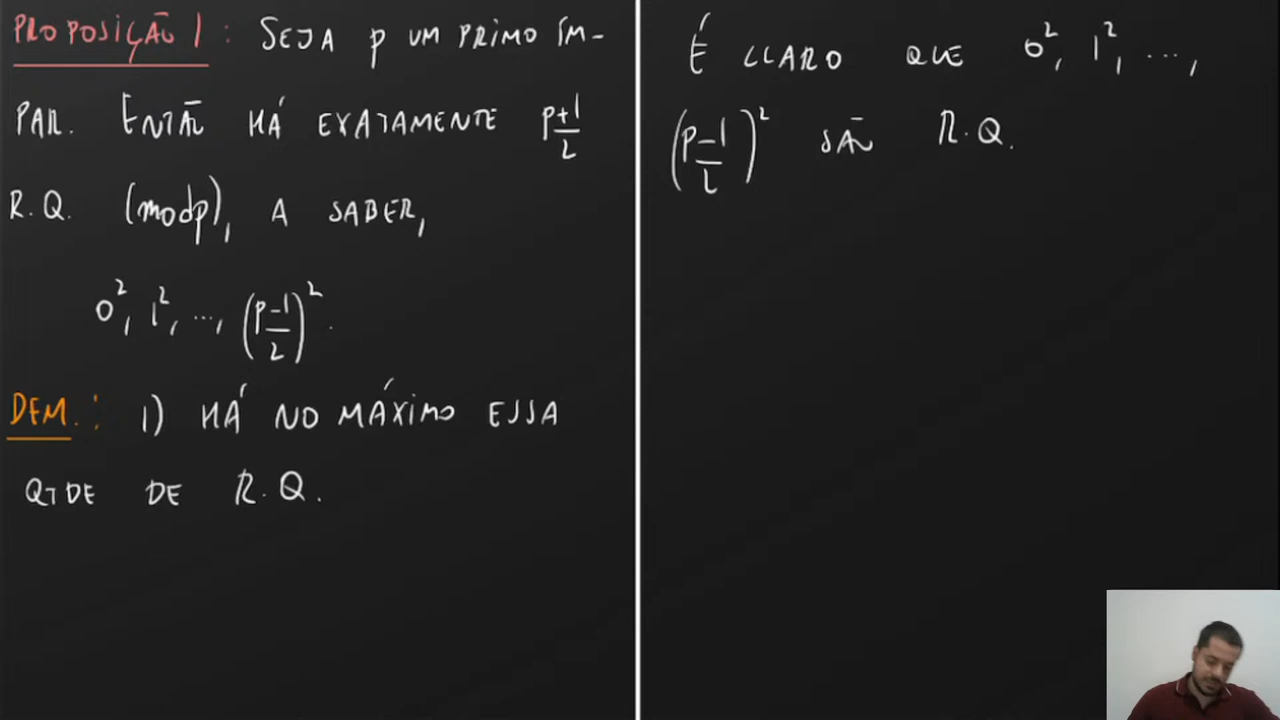 PROPOSIÇÃO 1: SEJA p UM PRIMO ÍM-
PAR. ENTÃO HÁ EXATAMENTE (p+1)/2
R.Q. (mod p), A SABER,
0², 1², ..., ((p-1)/2)².
DEM.: 1) HÁ NO MÁXIMO ESSA
QTDE DE R.Q.
É CLARO QUE 0², 1², ...,
((p-1)/2)² SÃO R.Q.